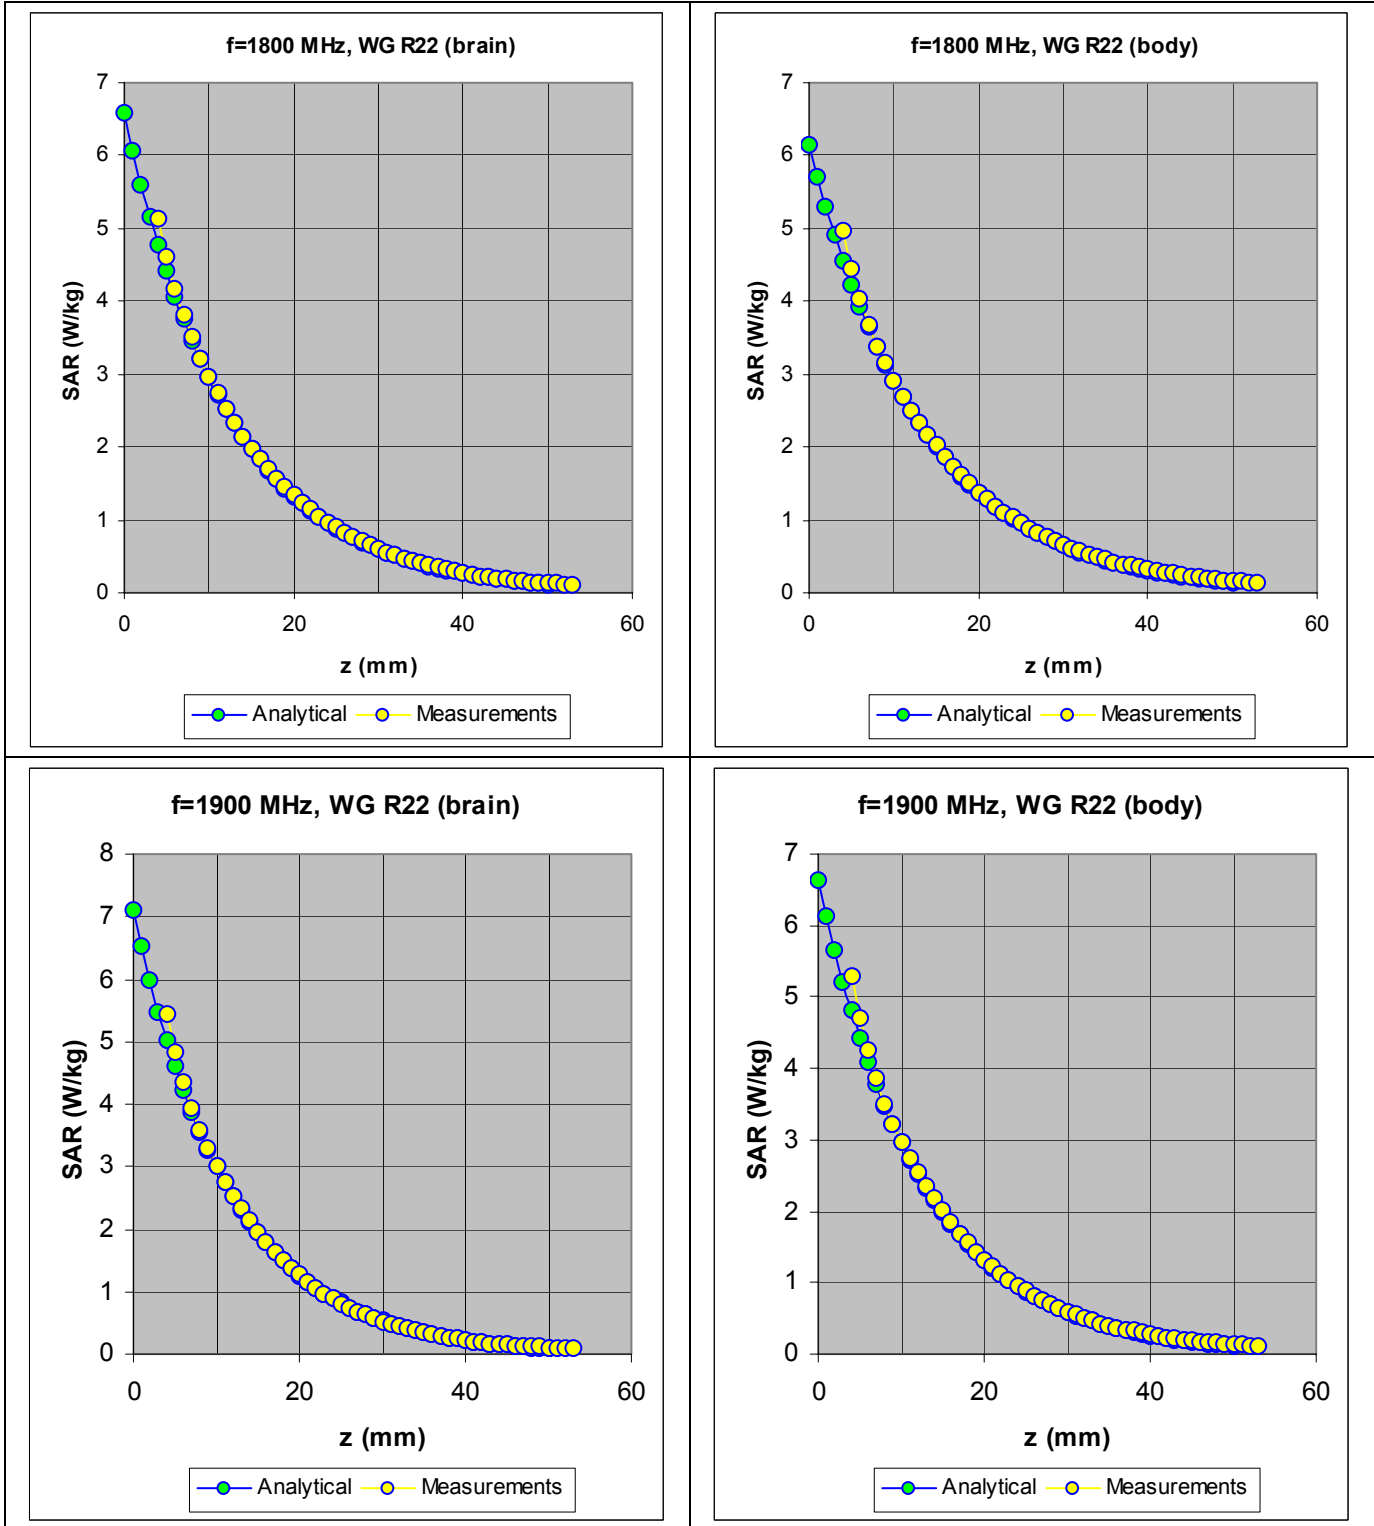 f=1800 MHz, WG R22 (brain)
7
6
5
4
3
2
1
0
SAR (W/kg)
0 20 40 60
z (mm)
Analytical Measurements
f=1800 MHz, WG R22 (body)
7
6
5
4
3
2
1
0
SAR (W/kg)
0 20 40 60
z (mm)
Analytical Measurements
f=1900 MHz, WG R22 (brain)
8
7
6
5
4
3
2
1
0
SAR (W/kg)
0 20 40 60
z (mm)
Analytical Measurements
f=1900 MHz, WG R22 (body)
7
6
5
4
3
2
1
0
SAR (W/kg)
0 20 40 60
z (mm)
Analytical Measurements